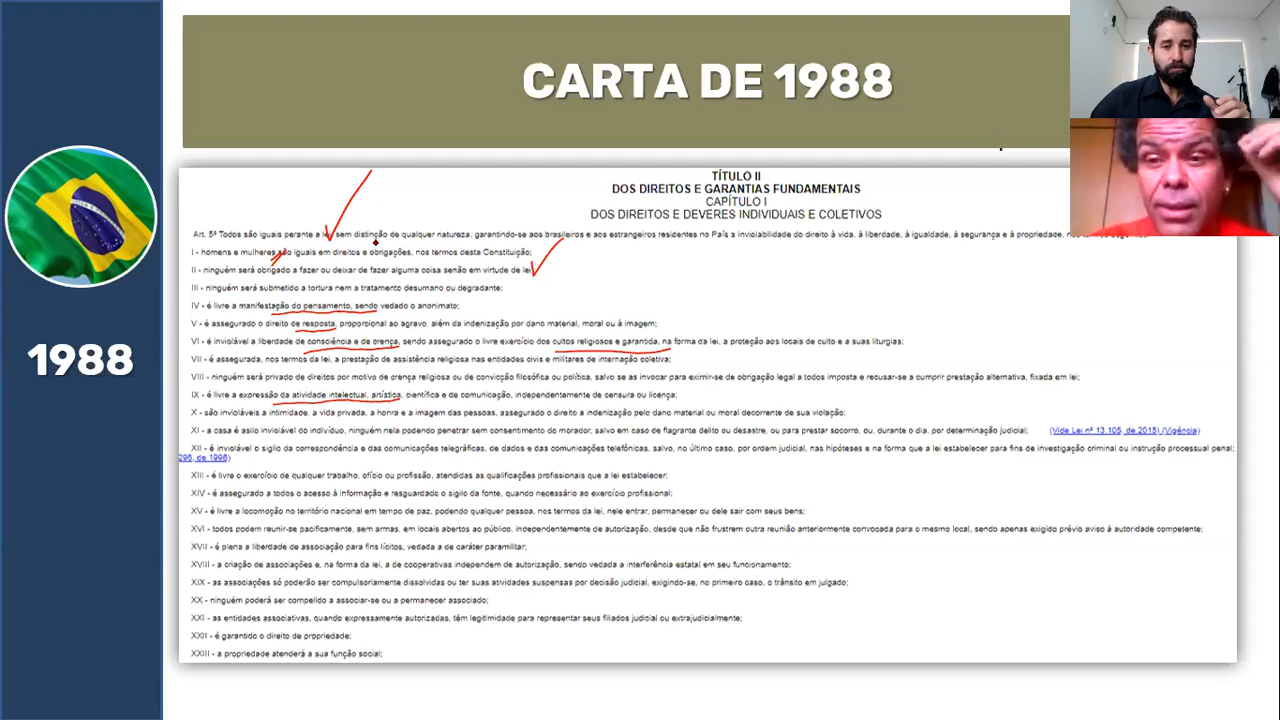 CARTA DE 1988
1988
TÍTULO II
DOS DIREITOS E GARANTIAS FUNDAMENTAIS
CAPÍTULO I
DOS DIREITOS E DEVERES INDIVIDUAIS E COLETIVOS
Art. 5º Todos são iguais perante a lei, sem distinção de qualquer natureza, garantindo-se aos brasileiros e aos estrangeiros residentes no País a inviolabilidade do direito à vida, à liberdade, à igualdade, à segurança e à propriedade,
I - homens e mulheres são iguais em direitos e obrigações, nos termos desta Constituição;
II - ninguém será obrigado a fazer ou deixar de fazer alguma coisa senão em virtude de lei
III - ninguém será submetido a tortura nem a tratamento desumano ou degradante;
IV - é livre a manifestação do pensamento, sendo vedado o anonimato;
V - é assegurado o direito de resposta, proporcional ao agravo, além da indenização por dano material, moral ou à imagem;
VI - é inviolável a liberdade de consciência e de crença, sendo assegurado o livre exercício dos cultos religiosos e garantida, na forma da lei, a proteção aos locais de culto e a suas liturgias;
VII - é assegurada, nos termos da lei, a prestação de assistência religiosa nas entidades civis e militares de internação coletiva;
VIII - ninguém será privado de direitos por motivo de crença religiosa ou de convicção filosófica ou política, salvo se as invocar para eximir-se de obrigação legal a todos imposta e recusar-se a cumprir prestação alternativa, fixada em lei;
IX - é livre a expressão da atividade intelectual, artística, científica e de comunicação, independentemente de censura ou licença;
X - são invioláveis a intimidade, a vida privada, a honra e a imagem das pessoas, assegurado o direito a indenização pelo dano material ou moral decorrente de sua violação;
XI - a casa é asilo inviolável do indivíduo, ninguém nela podendo penetrar sem consentimento do morador, salvo em caso de flagrante delito ou desastre, ou para prestar socorro, ou, durante o dia, por determinação judicial; (Vide Lei nº 13.105, de 2015) (Vigência)
XII - é inviolável o sigilo da correspondência e das comunicações telegráficas, de dados e das comunicações telefônicas, salvo, no último caso, por ordem judicial, nas hipóteses e na forma que a lei estabelecer para fins de investigação criminal ou instrução processual penal;
296, de 1996)
XIII - é livre o exercício de qualquer trabalho, ofício ou profissão, atendidas as qualificações profissionais que a lei estabelecer;
XIV - é assegurado a todos o acesso à informação e resguardado o sigilo da fonte, quando necessário ao exercício profissional;
XV - é livre a locomoção no território nacional em tempo de paz, podendo qualquer pessoa, nos termos da lei, nele entrar, permanecer ou dele sair com seus bens;
XVI - todos podem reunir-se pacificamente, sem armas, em locais abertos ao público, independentemente de autorização, desde que não frustrem outra reunião anteriormente convocada para o mesmo local, sendo apenas exigido prévio aviso à autoridade competente;
XVII - é plena a liberdade de associação para fins lícitos, vedada a de caráter paramilitar;
XVIII - a criação de associações e, na forma da lei, a de cooperativas independem de autorização, sendo vedada a interferência estatal em seu funcionamento;
XIX - as associações só poderão ser compulsoriamente dissolvidas ou ter suas atividades suspensas por decisão judicial, exigindo-se, no primeiro caso, o trânsito em julgado;
XX - ninguém poderá ser compelido a associar-se ou a permanecer associado;
XXI - as entidades associativas, quando expressamente autorizadas, têm legitimidade para representar seus filiados judicial ou extrajudicialmente;
XXII - é garantido o direito de propriedade;
XXIII - a propriedade atenderá a sua função social;